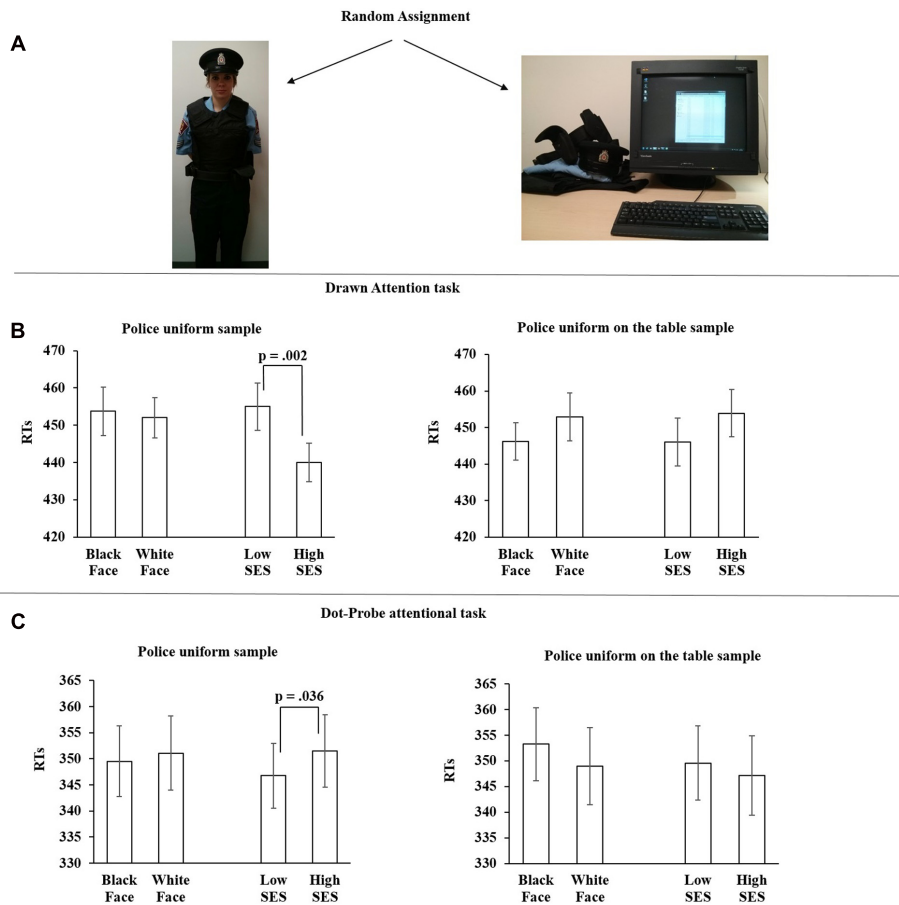 Random Assignment
A
Drawn Attention task
B
Police uniform sample
470
460
450
440
430
420
RTs
p = .002
Black Face
White Face
Low SES
High SES
Police uniform on the table sample
470
460
450
440
430
420
RTs
Black Face
White Face
Low SES
High SES
Dot-Probe attentional task
C
Police uniform sample
365
360
355
350
345
340
335
330
RTs
p = .036
Black Face
White Face
Low SES
High SES
Police uniform on the table sample
365
360
355
350
345
340
335
330
RTs
Black Face
White Face
Low SES
High SES